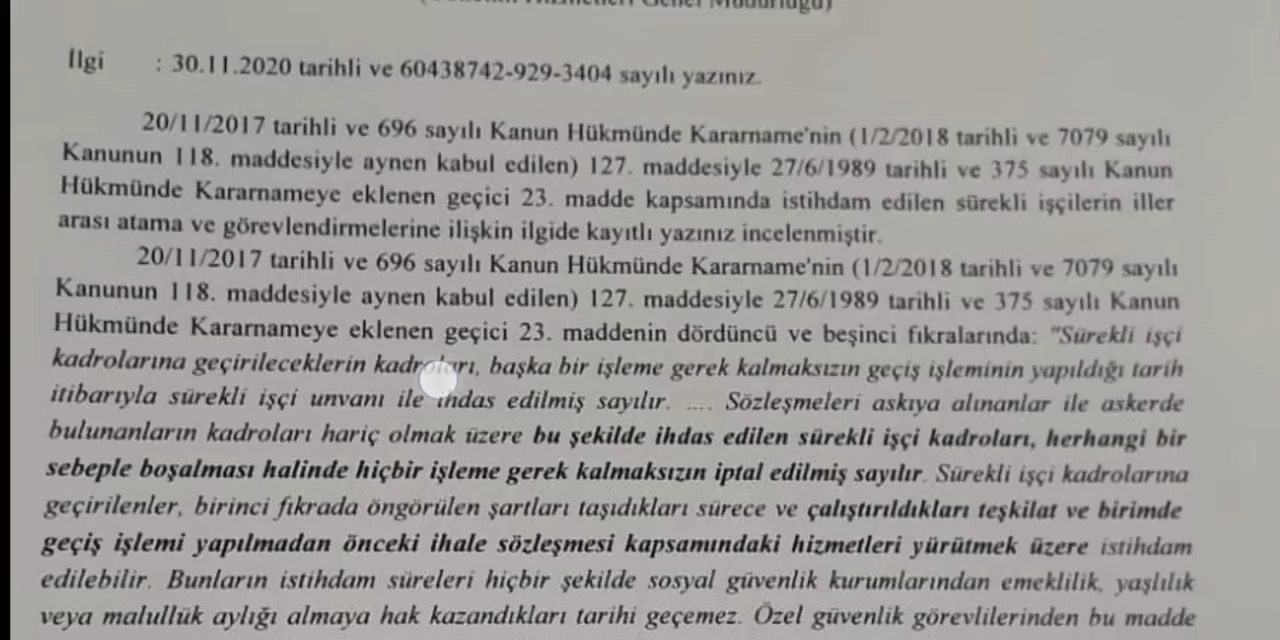 Genel Müdürlüğü)
İlgi : 30.11.2020 tarihli ve 60438742-929-3404 sayılı yazınız.
20/11/2017 tarihli ve 696 sayılı Kanun Hükmünde Kararname'nin (1/2/2018 tarihli ve 7079 sayılı
Kanunun 118. maddesiyle aynen kabul edilen) 127. maddesiyle 27/6/1989 tarihli ve 375 sayılı Kanun
Hükmünde Kararnameye eklenen geçici 23. madde kapsamında istihdam edilen sürekli işçilerin iller
arası atama ve görevlendirmelerine ilişkin ilgide kayıtlı yazınız incelenmiştir.
20/11/2017 tarihli ve 696 sayılı Kanun Hükmünde Kararname'nin (1/2/2018 tarihli ve 7079 sayılı
Kanunun 118. maddesiyle aynen kabul edilen) 127. maddesiyle 27/6/1989 tarihli ve 375 sayılı Kanun
Hükmünde Kararnameye eklenen geçici 23. maddenin dördüncü ve beşinci fıkralarında: "Sürekli işçi
kadrolarına geçirileceklerin kadroları, başka bir işleme gerek kalmaksızın geçiş işleminin yapıldığı tarih
itibarıyla sürekli işçi unvanı ile ihdas edilmiş sayılır. .... Sözleşmeleri askıya alınanlar ile askerde
bulunanların kadroları hariç olmak üzere bu şekilde ihdas edilen sürekli işçi kadroları, herhangi bir
sebeple boşalması halinde hiçbir işleme gerek kalmaksızın iptal edilmiş sayılır. Sürekli işçi kadrolarına
geçirilenler, birinci fıkrada öngörülen şartları taşıdıkları sürece ve çalıştırıldıkları teşkilat ve birimde
geçiş işlemi yapılmadan önceki ihale sözleşmesi kapsamındaki hizmetleri yürütmek üzere istihdam
edilebilir. Bunların istihdam süreleri hiçbir şekilde sosyal güvenlik kurumlarından emeklilik, yaşlılık
veya malullük aylığı almaya hak kazandıkları tarihi geçemez. Özel güvenlik görevlilerinden bu madde